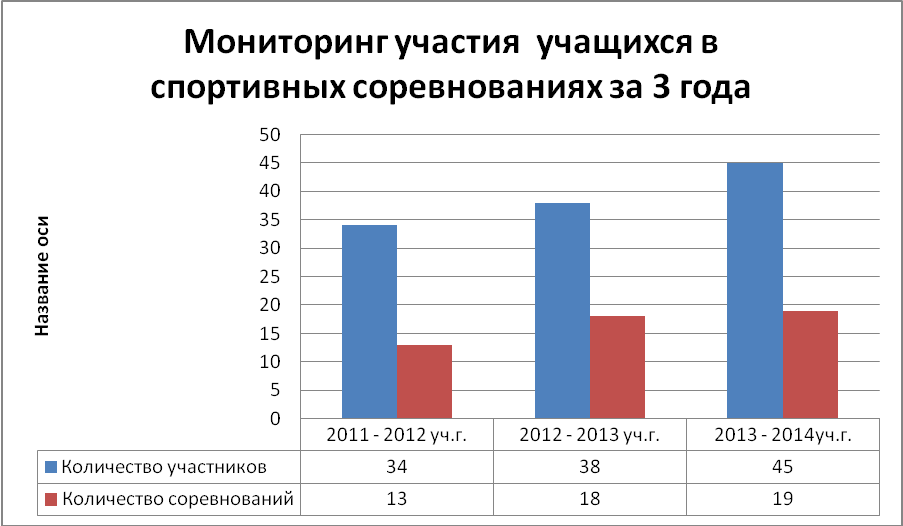 Мониторинг участия учащихся в
спортивных соревнованиях за 3 года
Название оси
50
45
40
35
30
25
20
15
10
5
0
2011 - 2012 уч.г. 2012 - 2013 уч.г. 2013 - 2014уч.г.
Количество участников 34 38 45
Количество соревнований 13 18 19